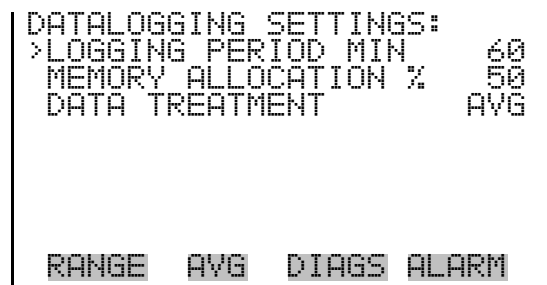 DATALOGGING SETTINGS:
>LOGGING PERIOD MIN 60
MEMORY ALLOCATION % 50
DATA TREATMENT AVG
RANGE AVG DIAGS ALARM